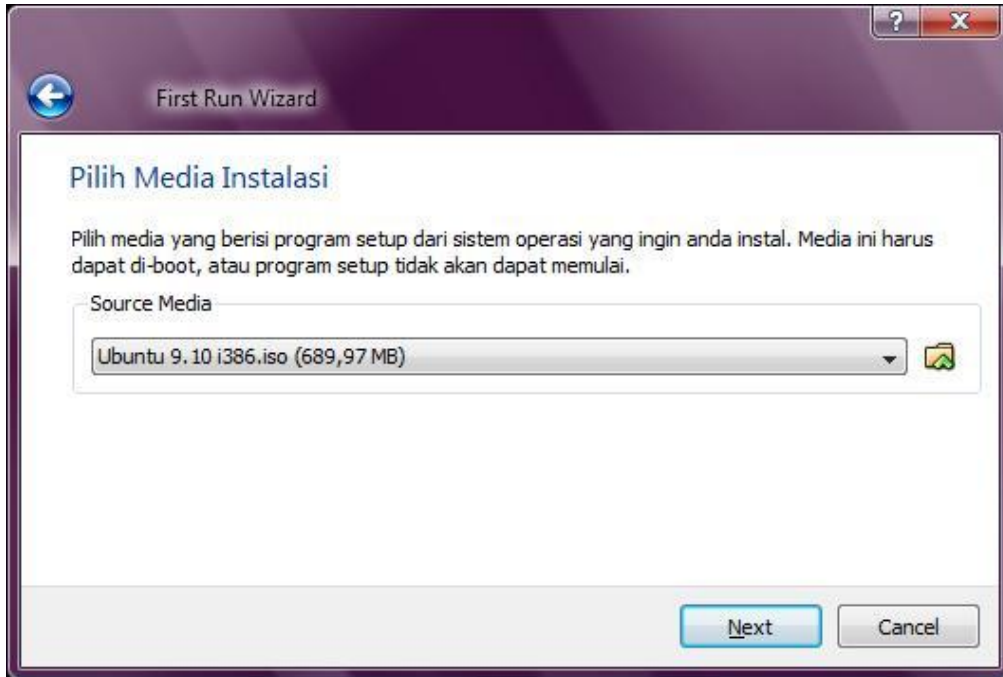 ?
X
First Run Wizard
Pilih Media Instalasi
Pilih media yang berisi program setup dari sistem operasi yang ingin anda instal. Media ini harus
dapat di-boot, atau program setup tidak akan dapat memulai.
Source Media
Ubuntu 9.10 i386.iso (689,97 MB)
Next
Cancel